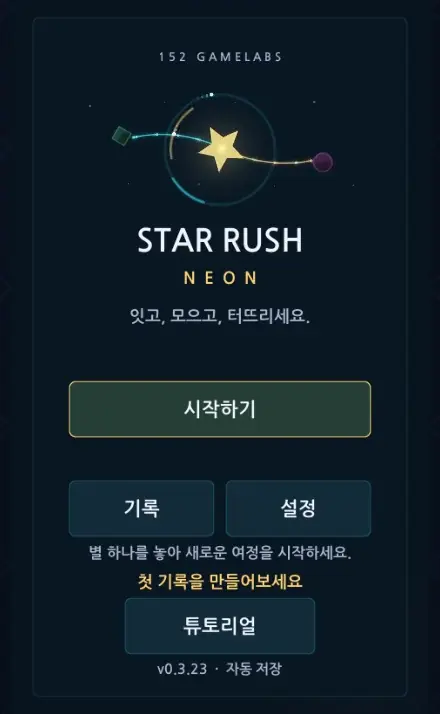 152 GAMELABS
STAR RUSH
NEON
잇고, 모으고, 터뜨리세요.
시작하기
기록 설정
별 하나를 놓아 새로운 여정을 시작하세요.
첫 기록을 만들어보세요
튜토리얼
v0.3.23 · 자동 저장